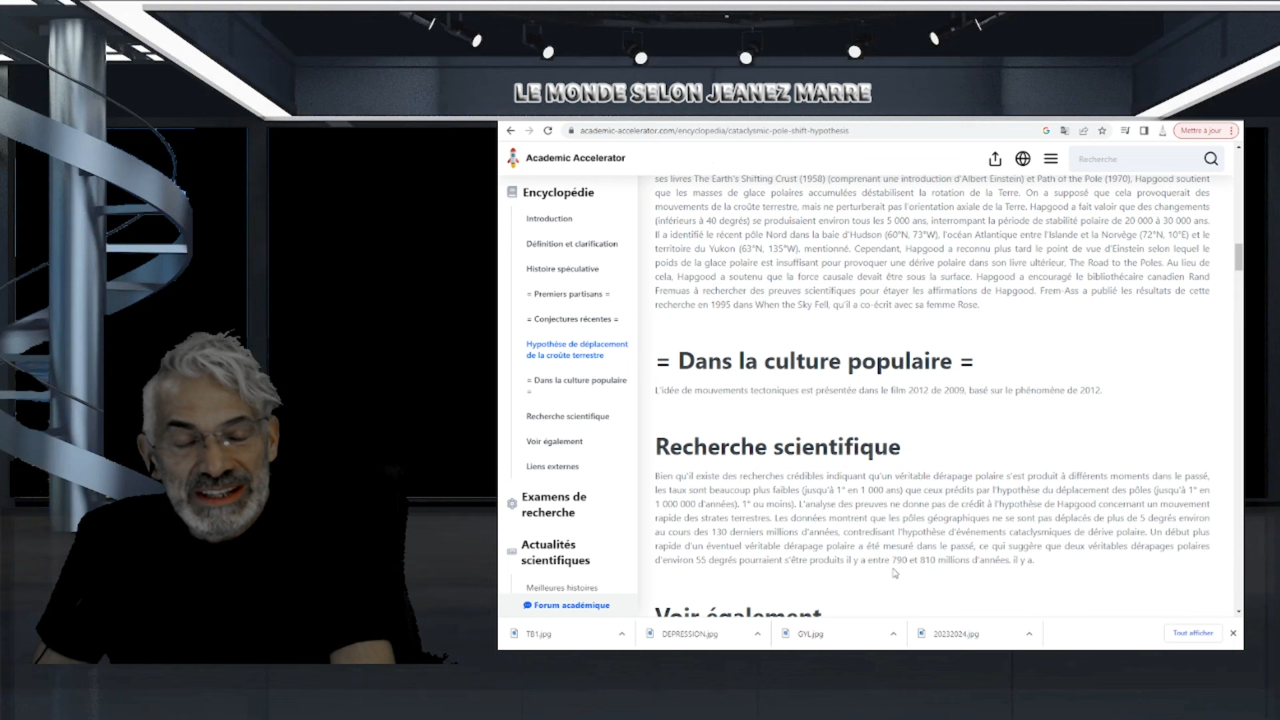 LE MONDE SELON JEANEZ MARRE
academic-accelerator.com/encyclopedia/cataclysmic-pole-shift-hypothesis
Mettre à jour
Academic Accelerator
Recherche
Encyclopédie
Introduction
Définition et clarification
Histoire spéculative
= Premiers partisans =
= Conjectures récentes =
Hypothèse de déplacement
de la croûte terrestre
= Dans la culture populaire
=
Recherche scientifique
Voir également
Liens externes
Examens de
recherche
Actualités
scientifiques
Meilleures histoires
Forum académique
ses livres The Earth's Shifting Crust (1958) (comprenant une introduction d'Albert Einstein) et Path of the Pole (1970). Hapgood soutient
que les masses de glace polaires accumulées déstabilisent la rotation de la Terre. On a supposé que cela provoquerait des
mouvements de la croûte terrestre, mais ne perturberait pas l'orientation axiale de la Terre. Hapgood a fait valoir que des changements
(inférieurs à 40 degrés) se produisaient environ tous les 5 000 ans, interrompant la période de stabilité polaire de 20 000 à 30 000 ans.
Il a identifié le récent pôle Nord dans la baie d'Hudson (60°N, 73°W), l'océan Atlantique entre l'Islande et la Norvège (72°N, 10°E) et le
territoire du Yukon (63°N, 135°W), mentionné. Cependant, Hapgood a reconnu plus tard le point de vue d'Einstein selon lequel le
poids de la glace polaire est insuffisant pour provoquer une dérive polaire dans son livre ultérieur, The Road to the Poles. Au lieu de
cela, Hapgood a soutenu que la force causale devait être sous la surface. Hapgood a encouragé le bibliothécaire canadien Rand
Fremuas à rechercher des preuves scientifiques pour étayer les affirmations de Hapgood. Frem-Ass a publié les résultats de cette
recherche en 1995 dans When the Sky Fell, qu'il a co-écrit avec sa femme Rose.
= Dans la culture populaire =
L'idée de mouvements tectoniques est présentée dans le film 2012 de 2009, basé sur le phénomène de 2012.
Recherche scientifique
Bien qu'il existe des recherches crédibles indiquant qu'un véritable dérapage polaire s'est produit à différents moments dans le passé,
les taux sont beaucoup plus faibles (jusqu'à 1° en 1 000 ans) que ceux prédits par l'hypothèse du déplacement des pôles (jusqu'à 1° en
1 000 000 d'années). 1° ou moins). L'analyse des preuves ne donne pas de crédit à l'hypothèse de Hapgood concernant un mouvement
rapide des strates terrestres. Les données montrent que les pôles géographiques ne se sont pas déplacés de plus de 5 degrés environ
au cours des 130 derniers millions d'années, contredisant l'hypothèse d'événements cataclysmiques de dérive polaire. Un début plus
rapide d'un éventuel véritable dérapage polaire a été mesuré dans le passé, ce qui suggère que deux véritables dérapages polaires
d'environ 55 degrés pourraient s'être produits il y a entre 790 et 810 millions d'années. il y a.
Voir également
TB1.jpg
DEPRESSION.jpg
GYL.jpg
20232024.jpg
Tout afficher